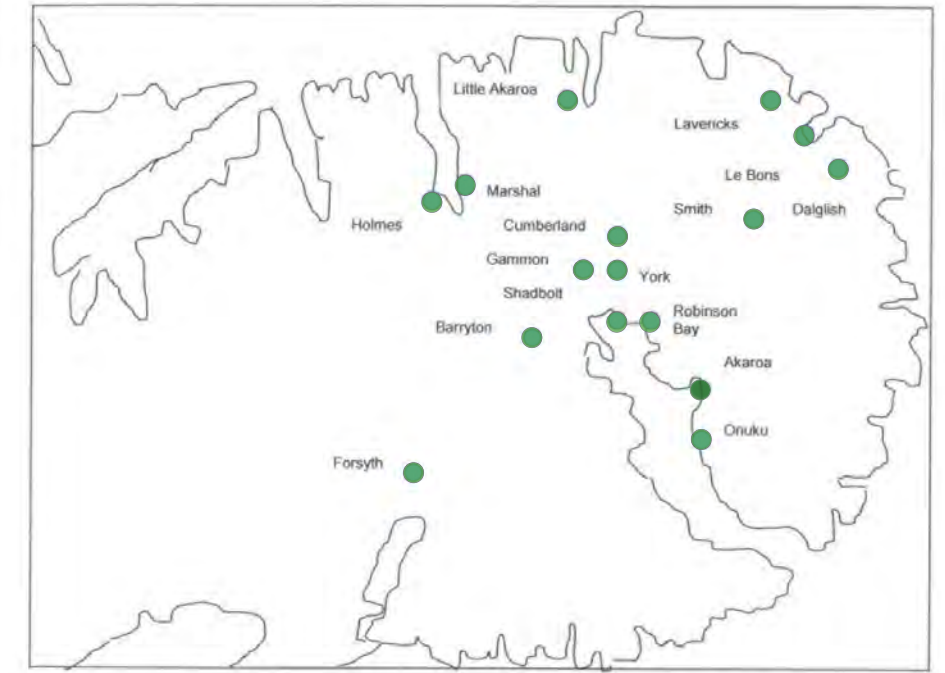 Little Akaroa
Lavericks
Le Bons
Marshal
Smith
Dalglish
Holmes
Cumberland
Gammon
York
Shadbolt
Robinson
Bay
Barryton
Akaroa
Onuku
Forsyth